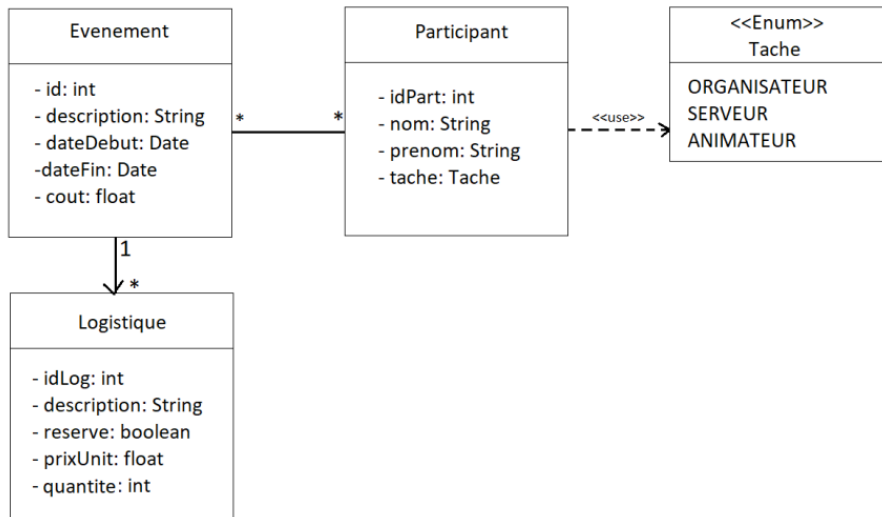 Evenement
- id: int
- description: String
- dateDebut: Date
-dateFin: Date
- cout: float
*
*
Participant
- idPart: int
- nom: String
- prenom: String
- tache: Tache
<<use>>
<<Enum>>
Tache
ORGANISATEUR
SERVEUR
ANIMATEUR
1
*
Logistique
- idLog: int
- description: String
- reserve: boolean
- prixUnit: float
- quantite: int